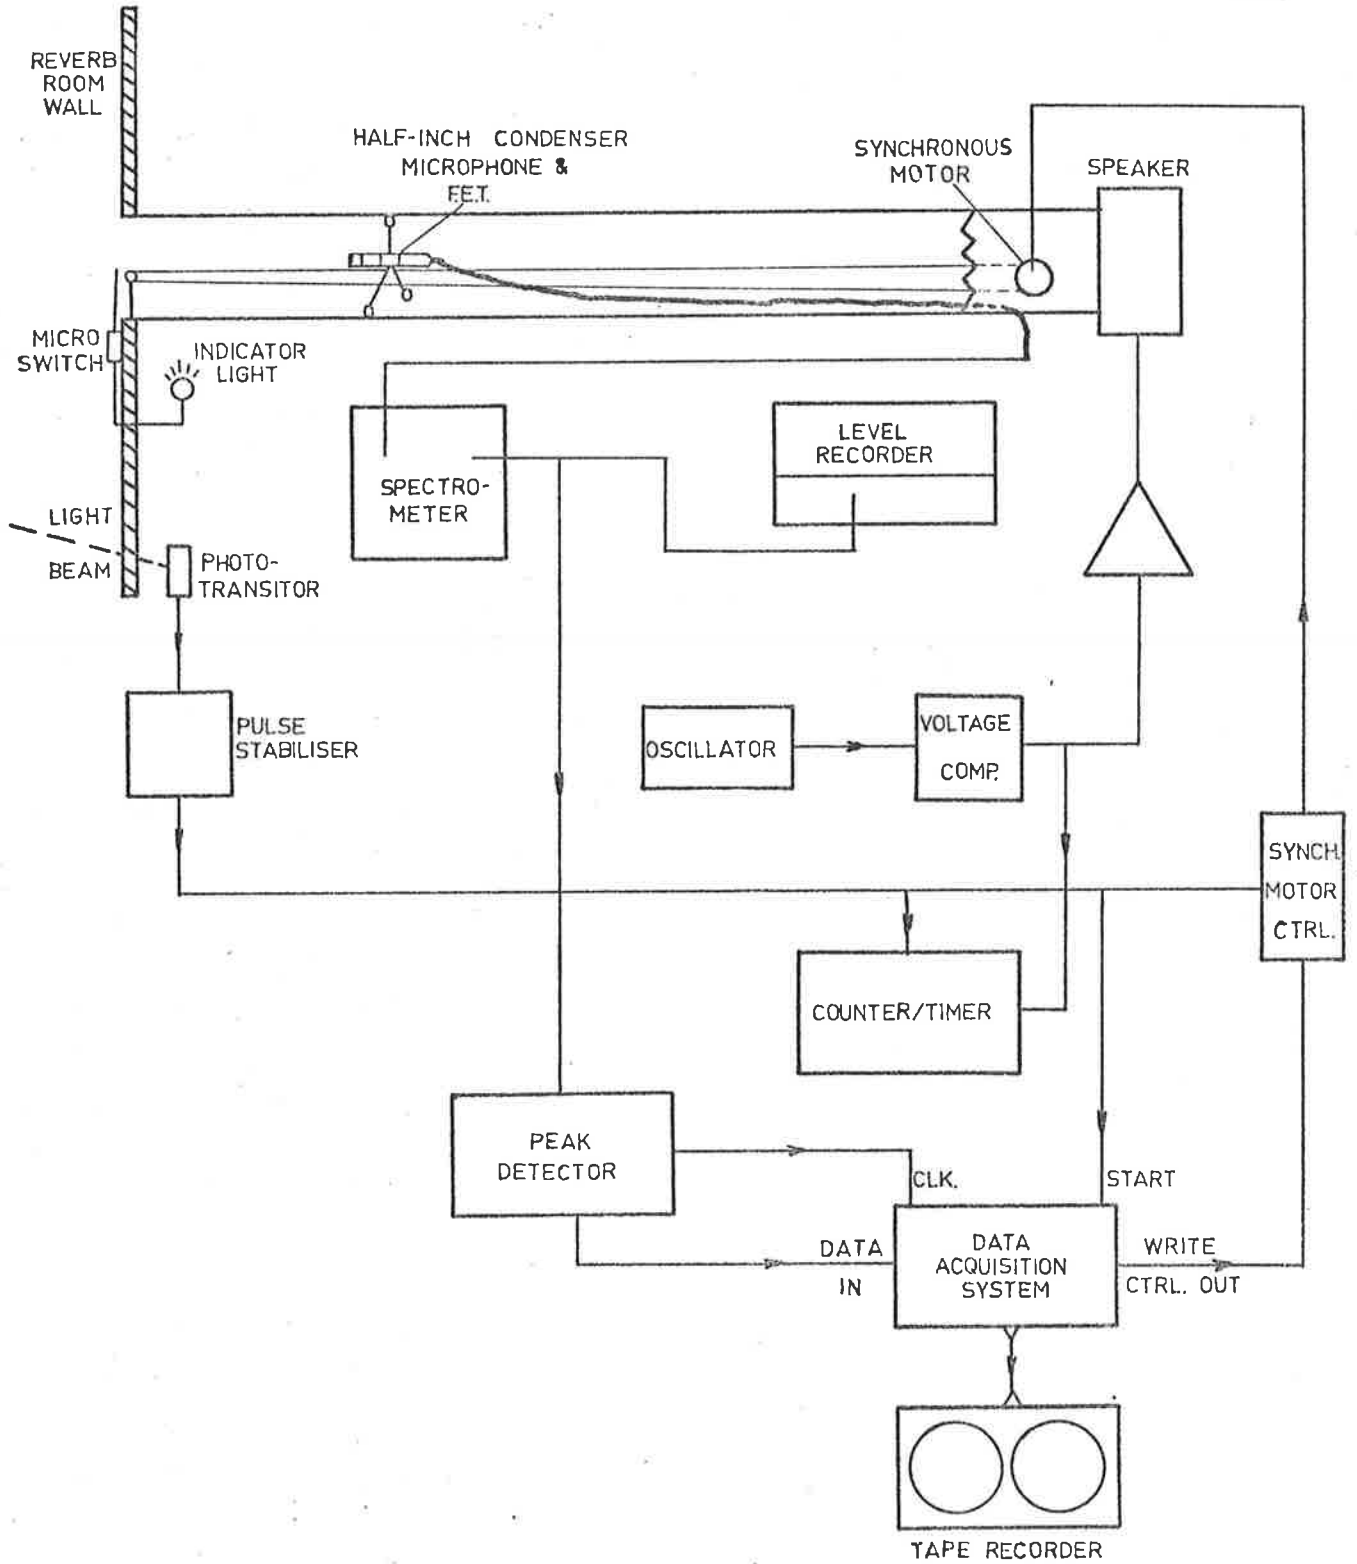 REVERB
ROOM
WALL
HALF-INCH CONDENSER
MICROPHONE &
F.E.T.
SYNCHRONOUS
MOTOR
SPEAKER
MICRO
SWITCH
INDICATOR
LIGHT
LEVEL
RECORDER
SPECTRO-
METER
LIGHT
BEAM
PHOTO-
TRANSITOR
PULSE
STABILISER
OSCILLATOR
VOLTAGE
COMP.
SYNCH.
MOTOR
CTRL.
COUNTER/TIMER
PEAK
DETECTOR
CLK.
START
DATA
IN
DATA
ACQUISITION
SYSTEM
WRITE
CTRL. OUT
TAPE RECORDER